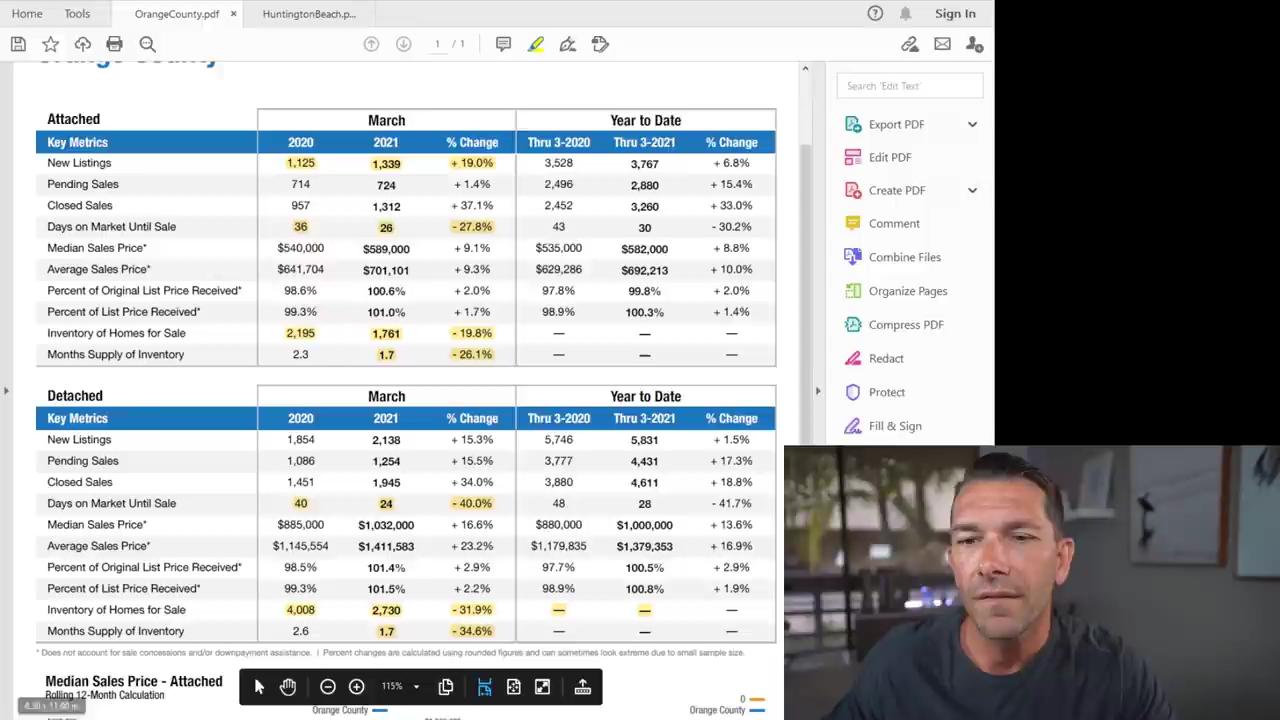 Home Tools OrangeCounty.pdf × HuntingtonBeach.p... Sign In
1 / 1
Orange County
Search 'Edit Text'
Export PDF
Edit PDF
Create PDF
Comment
Combine Files
Organize Pages
Compress PDF
Redact
Protect
Fill & Sign
Attached March Year to Date
Key Metrics 2020 2021 % Change Thru 3-2020 Thru 3-2021 % Change
New Listings 1,125 1,339 + 19.0% 3,528 3,767 + 6.8%
Pending Sales 714 724 + 1.4% 2,496 2,880 + 15.4%
Closed Sales 957 1,312 + 37.1% 2,452 3,260 + 33.0%
Days on Market Until Sale 36 26 - 27.8% 43 30 - 30.2%
Median Sales Price* $540,000 $589,000 + 9.1% $535,000 $582,000 + 8.8%
Average Sales Price* $641,704 $701,101 + 9.3% $629,286 $692,213 + 10.0%
Percent of Original List Price Received* 98.6% 100.6% + 2.0% 97.8% 99.8% + 2.0%
Percent of List Price Received* 99.3% 101.0% + 1.7% 98.9% 100.3% + 1.4%
Inventory of Homes for Sale 2,195 1,761 - 19.8% — — —
Months Supply of Inventory 2.3 1.7 - 26.1% — — —
Detached March Year to Date
Key Metrics 2020 2021 % Change Thru 3-2020 Thru 3-2021 % Change
New Listings 1,854 2,138 + 15.3% 5,746 5,831 + 1.5%
Pending Sales 1,086 1,254 + 15.5% 3,777 4,431 + 17.3%
Closed Sales 1,451 1,945 + 34.0% 3,880 4,611 + 18.8%
Days on Market Until Sale 40 24 - 40.0% 48 28 - 41.7%
Median Sales Price* $885,000 $1,032,000 + 16.6% $880,000 $1,000,000 + 13.6%
Average Sales Price* $1,145,554 $1,411,583 + 23.2% $1,179,835 $1,379,353 + 16.9%
Percent of Original List Price Received* 98.5% 101.4% + 2.9% 97.7% 100.5% + 2.9%
Percent of List Price Received* 99.3% 101.5% + 2.2% 98.9% 100.8% + 1.9%
Inventory of Homes for Sale 4,008 2,730 - 31.9% — — —
Months Supply of Inventory 2.6 1.7 - 34.6% — — —
* Does not account for sale concessions and/or downpayment assistance. | Percent changes are calculated using rounded figures and can sometimes look extreme due to small sample size.
Median Sales Price - Attached
Rolling 12-Month Calculation
115%
0
Orange County Orange County